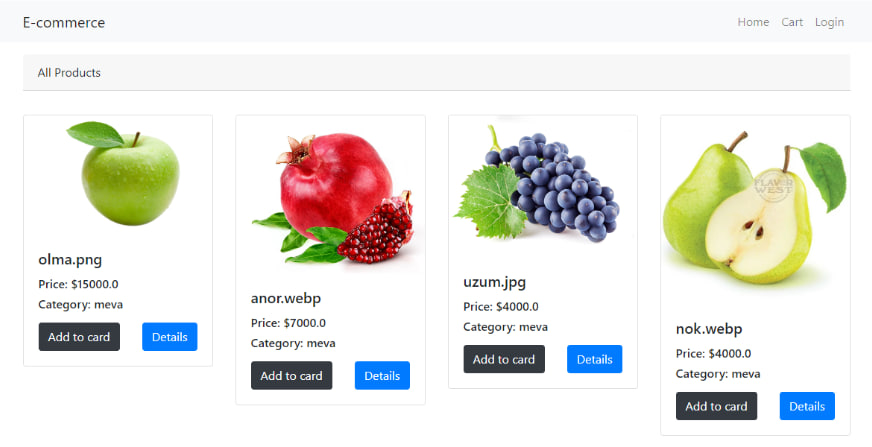 E-commerce
Home Cart Login
All Products
olma.png
Price: $15000.0
Category: meva
Add to card Details
anor.webp
Price: $7000.0
Category: meva
Add to card Details
uzum.jpg
Price: $4000.0
Category: meva
Add to card Details
FLAVOR
WEST
nok.webp
Price: $4000.0
Category: meva
Add to card Details